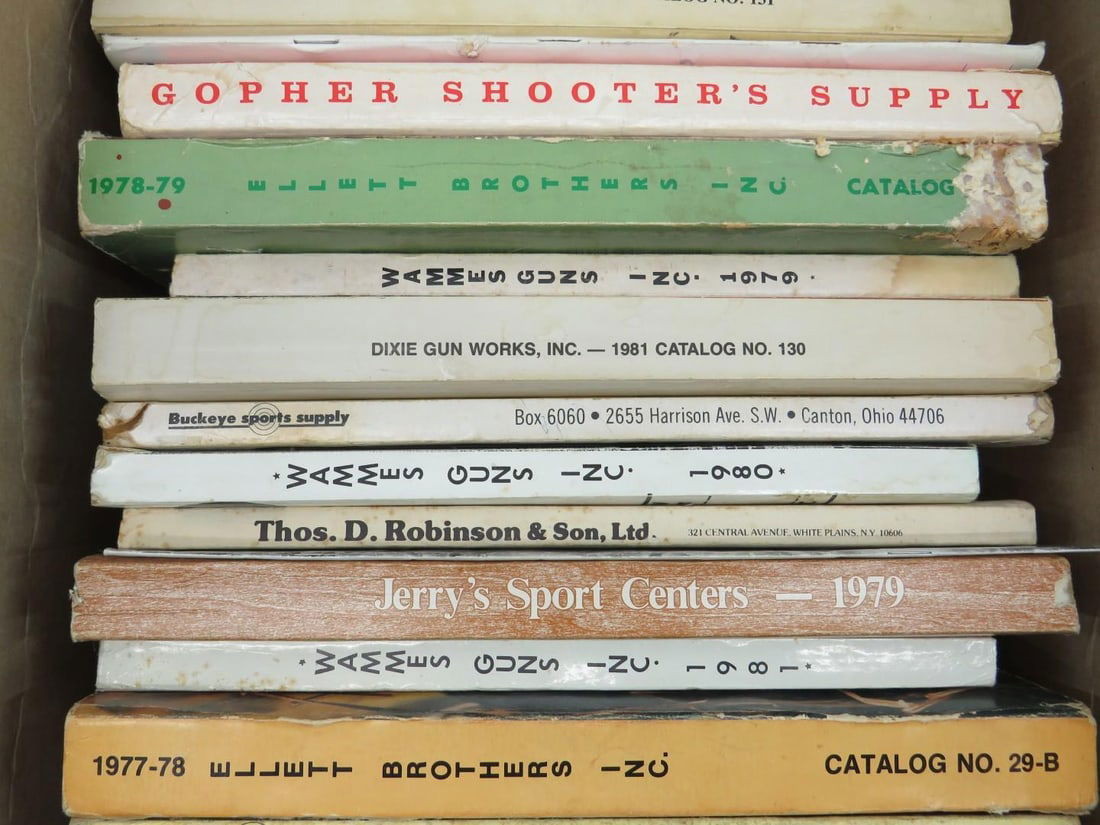 NO. 131
GOPHER SHOOTER'S SUPPLY
1978-79 ELLETT BROTHERS INC. CATALOG
WAMMES GUNS INC. 1979.
DIXIE GUN WORKS, INC. — 1981 CATALOG NO. 130
Buckeye sports supply Box 6060 • 2655 Harrison Ave. S.W. • Canton, Ohio 44706
*WAMMES GUNS INC. 1980*
Thos. D. Robinson & Son, Ltd. 321 CENTRAL AVENUE, WHITE PLAINS, N.Y. 10606
Jerry's Sport Centers — 1979
*WAMMES GUNS INC. 1981*
1977-78 ELLETT BROTHERS INC. CATALOG NO. 29-B